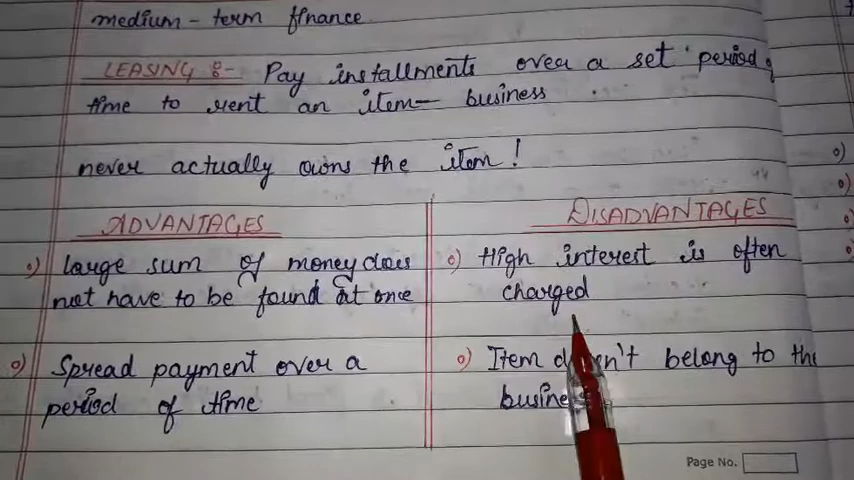 medium - term finance
LEASING :- Pay installments over a set period of
time to rent an item - business
never actually owns the item!
ADVANTAGES
DISADVANTAGES
Large sum of money does
not have to be found at once
Spread payment over a
period of time
High interest is often
charged
Item doesn't belong to the
business
Page No.